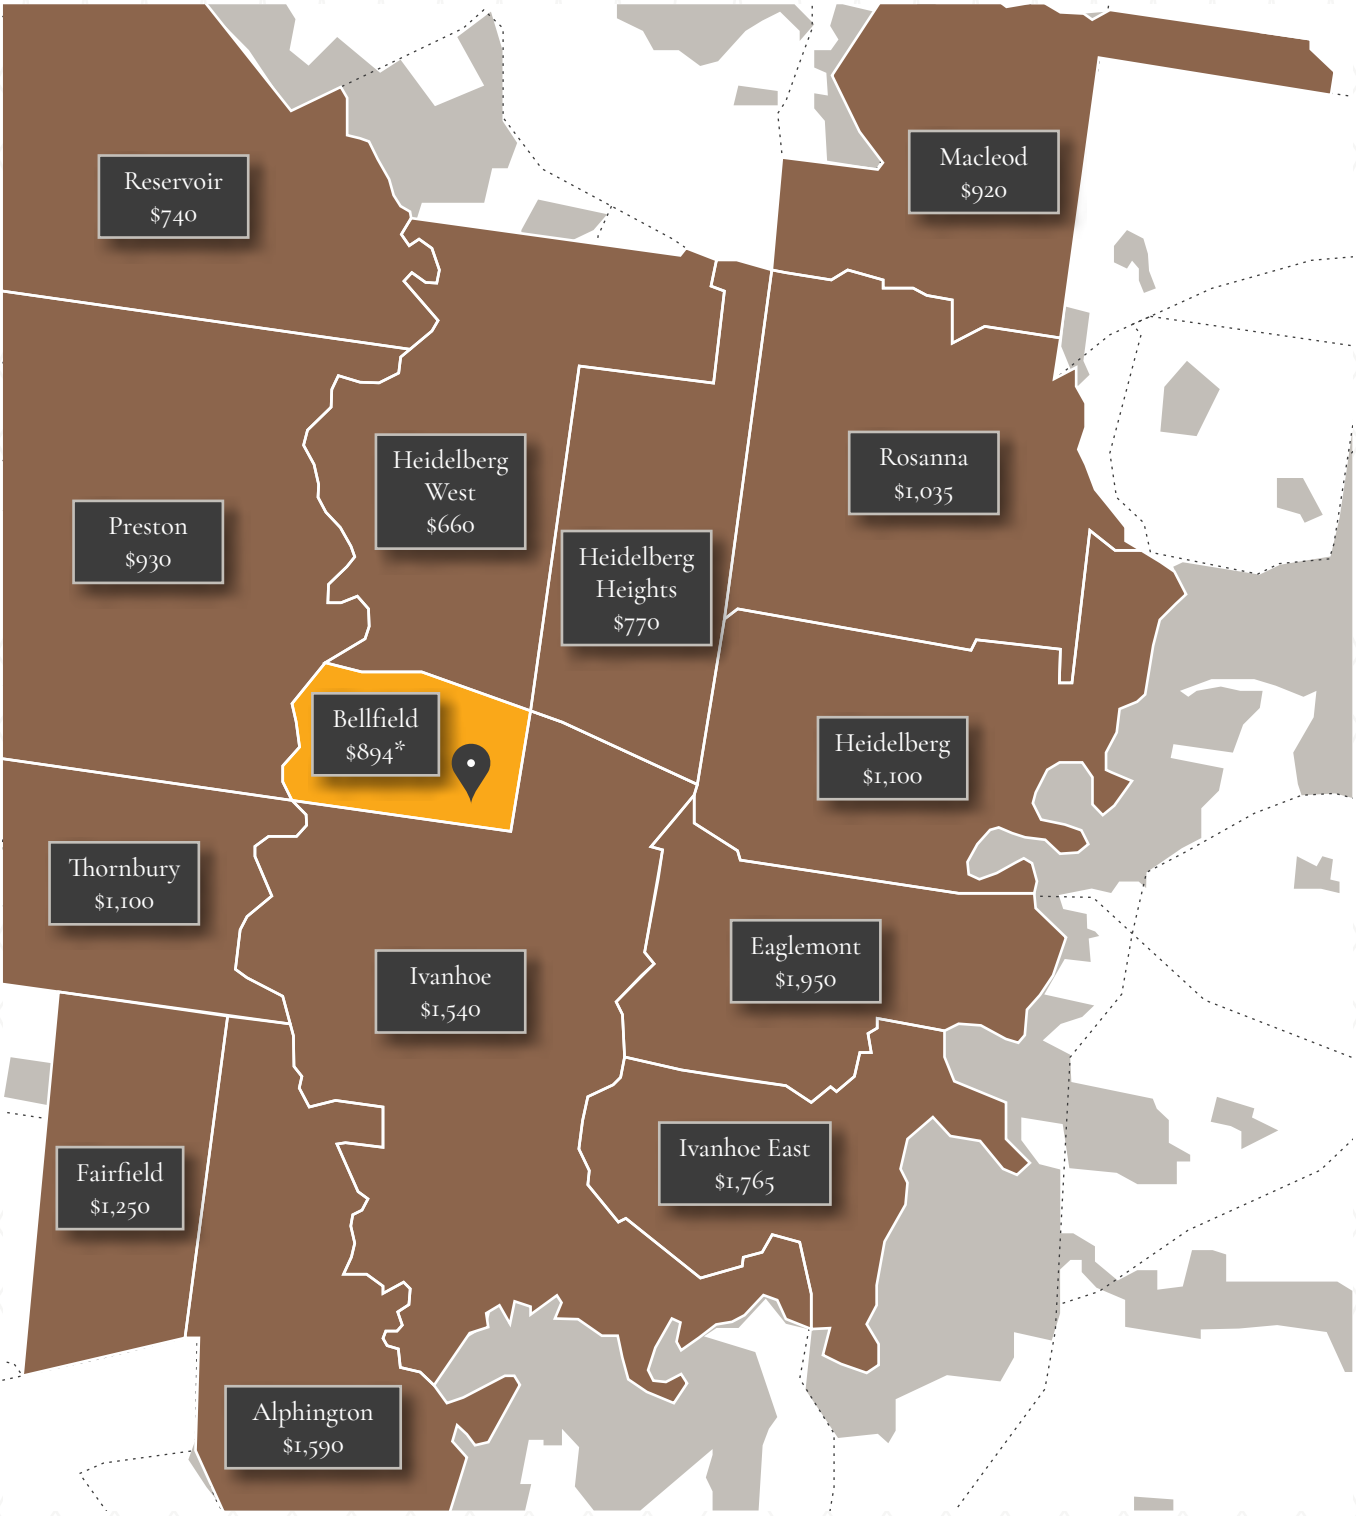 Reservoir
$740
Macleod
$920
Heidelberg
West
$660
Rosanna
$1,035
Preston
$930
Heidelberg
Heights
$770
Bellfield
$894*
Heidelberg
$1,100
Thornbury
$1,100
Eaglemont
$1,950
Ivanhoe
$1,540
Ivanhoe East
$1,765
Fairfield
$1,250
Alphington
$1,590